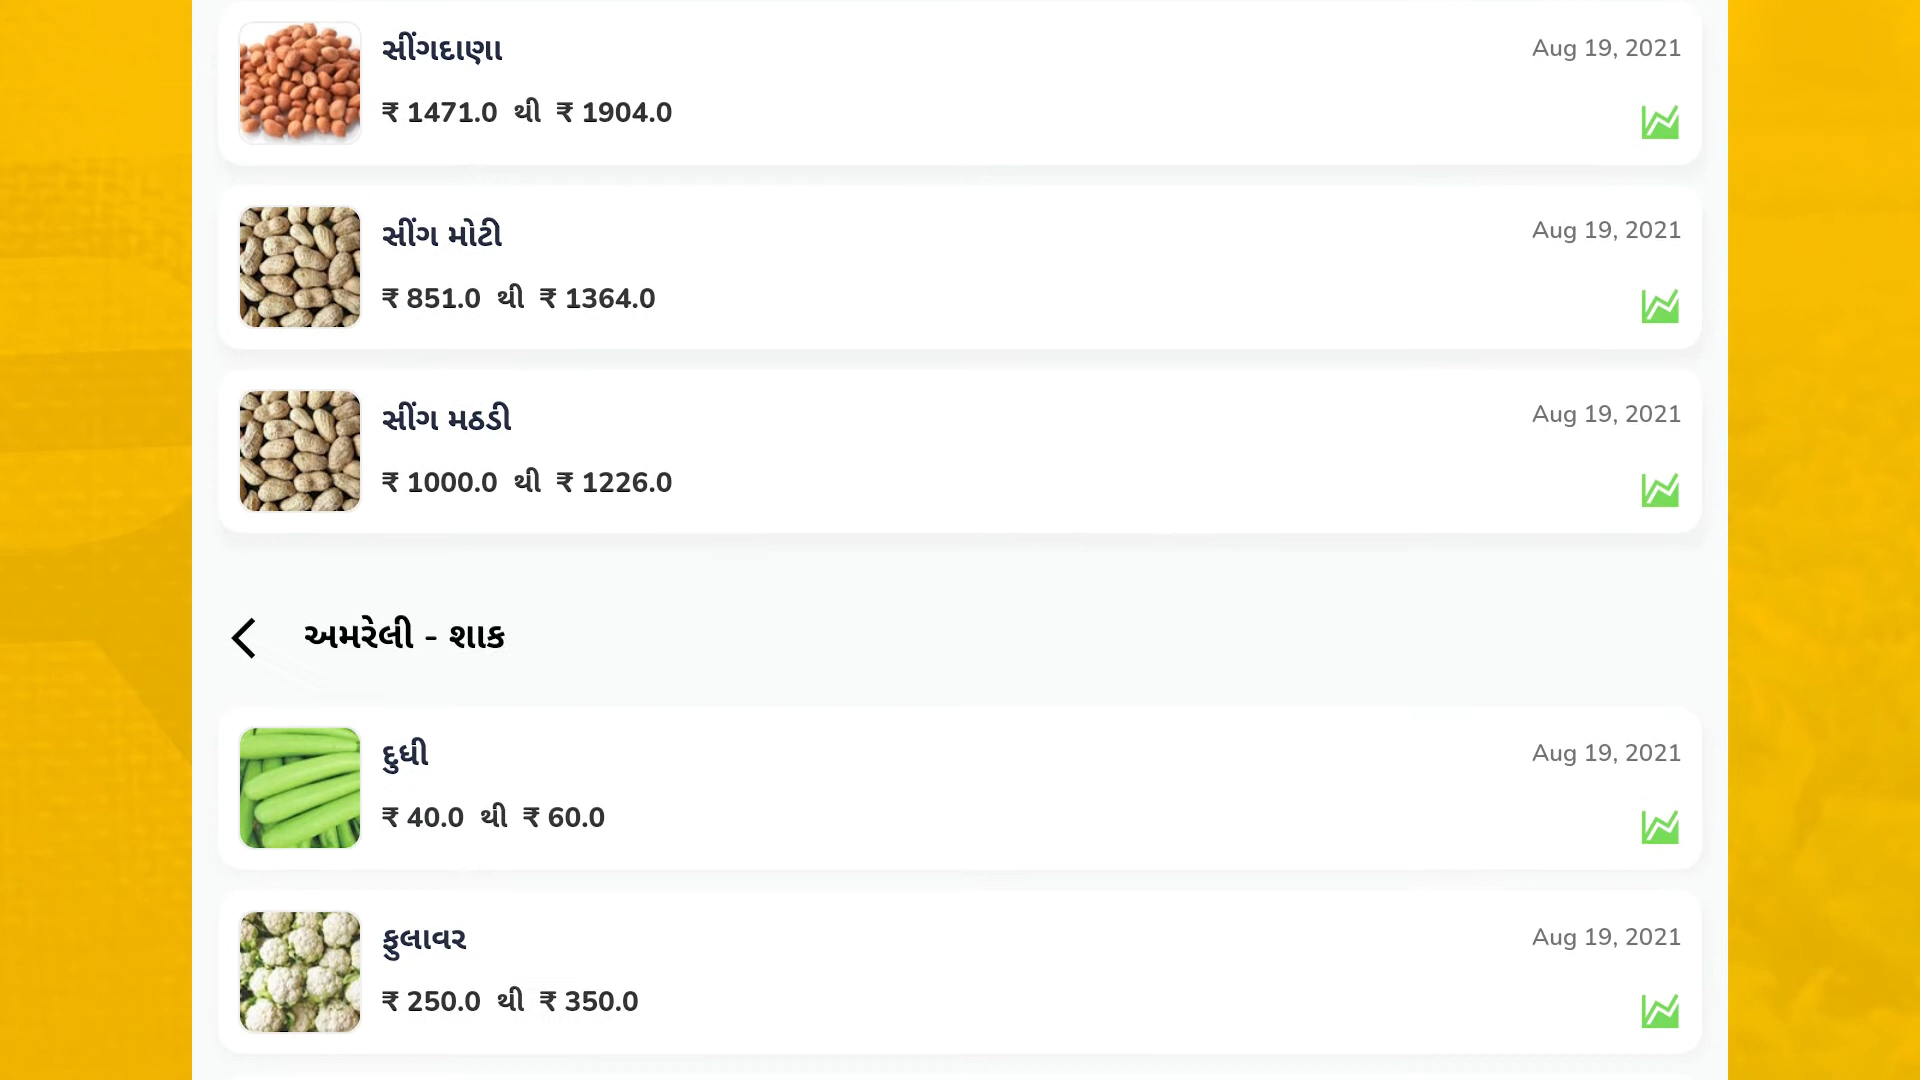 સીંગદાણા
Aug 19, 2021
₹ 1471.0 થી ₹ 1904.0
સીંગ મોટી
Aug 19, 2021
₹ 851.0 થી ₹ 1364.0
સીંગ મઠડી
Aug 19, 2021
₹ 1000.0 થી ₹ 1226.0
અમરેલી - શાક
દુધી
Aug 19, 2021
₹ 40.0 થી ₹ 60.0
ફુલાવર
Aug 19, 2021
₹ 250.0 થી ₹ 350.0